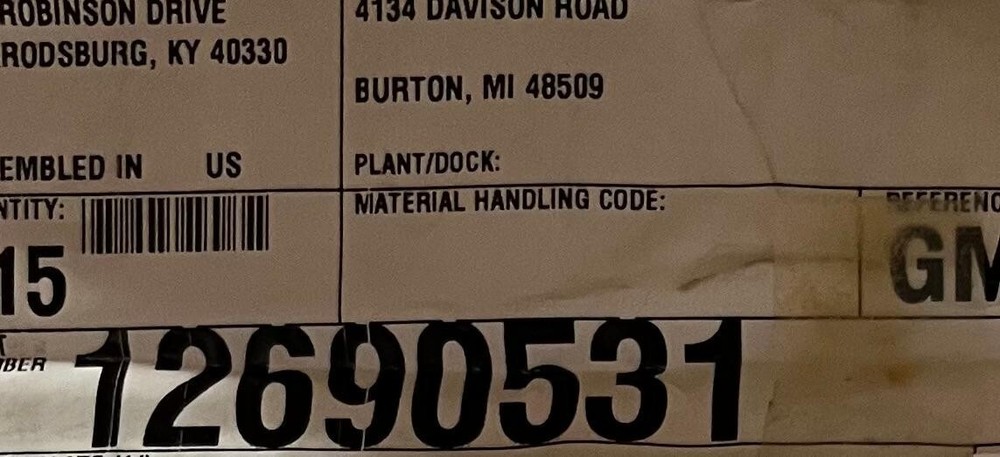 ROBINSON DRIVE
RODSBURG, KY 40330
EMBLED IN US
4134 DAVISON ROAD
BURTON, MI 48509
PLANT/DOCK:
NTITY:
15
MATERIAL HANDLING CODE:
REFERENC
GM
BER
12690531